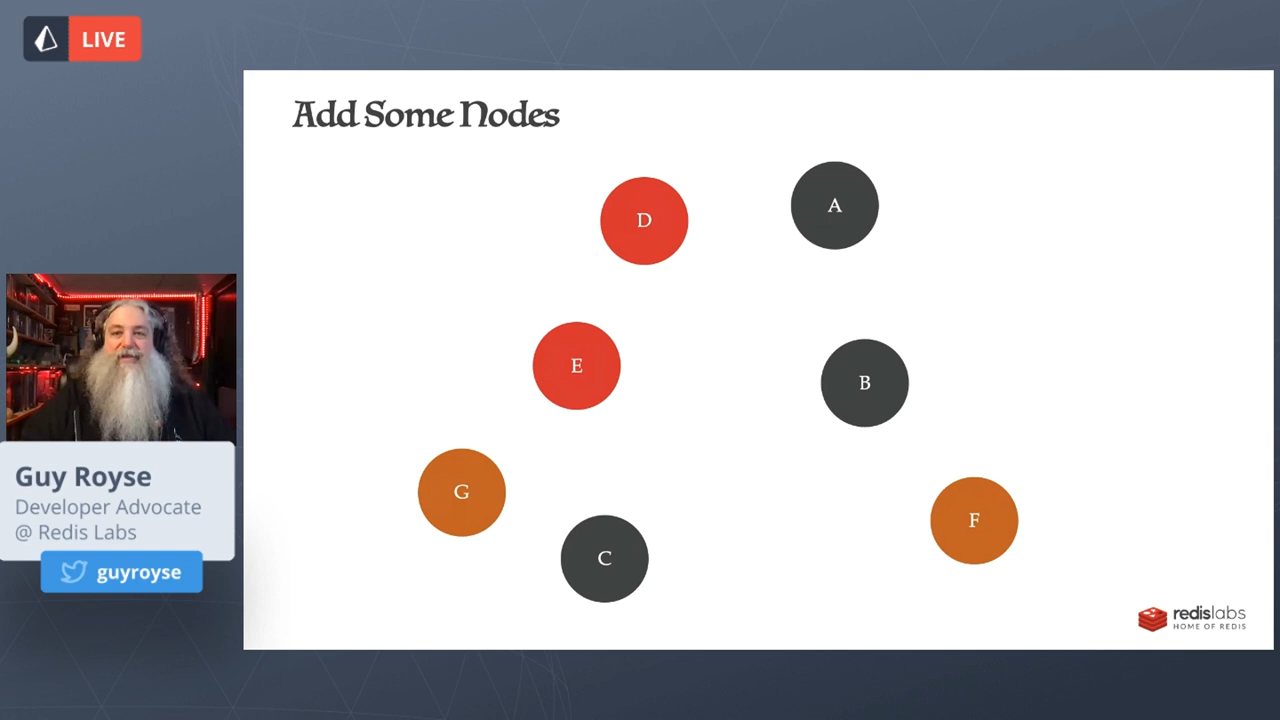 LIVE
Add Some Nodes
D
A
E
B
G
C
F
Guy Royse
Developer Advocate
@ Redis Labs
guyroyse
redislabs
HOME OF REDIS